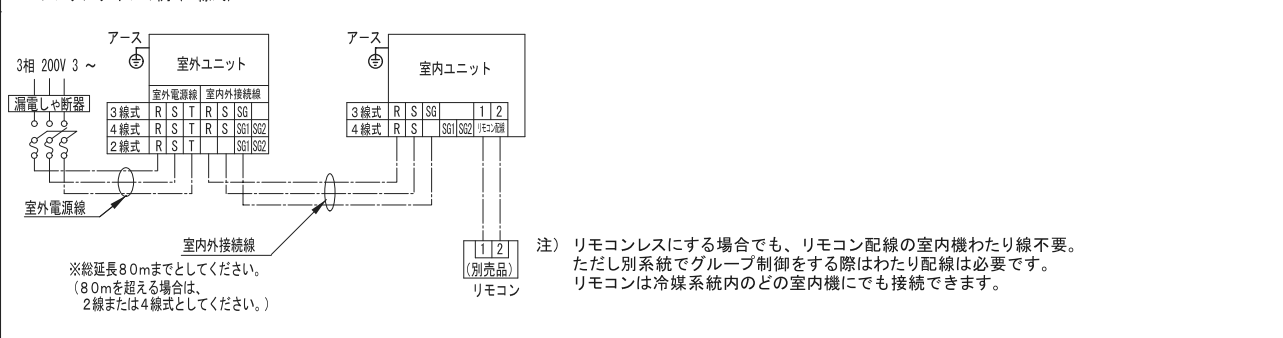 アース
3相 200V 3 ～
漏電しゃ断器
室外ユニット
室外電源線 室内外接続線
3線式 R S T R S SG
4線式 R S T R S SG1 SG2
2線式 R S T SG1 SG2
室外電源線
アース
室内ユニット
3線式 R S SG 1 2
4線式 R S SG1 SG2 リモコン配線
室内外接続線
※総延長80mまでとしてください。
（80mを超える場合は、
2線または4線式としてください。）
1 2
(別売品)
リモコン
注） リモコンレスにする場合でも、リモコン配線の室内機わたり線不要。
ただし別系統でグループ制御をする際はわたり配線は必要です。
リモコンは冷媒系統内のどの室内機にでも接続できます。